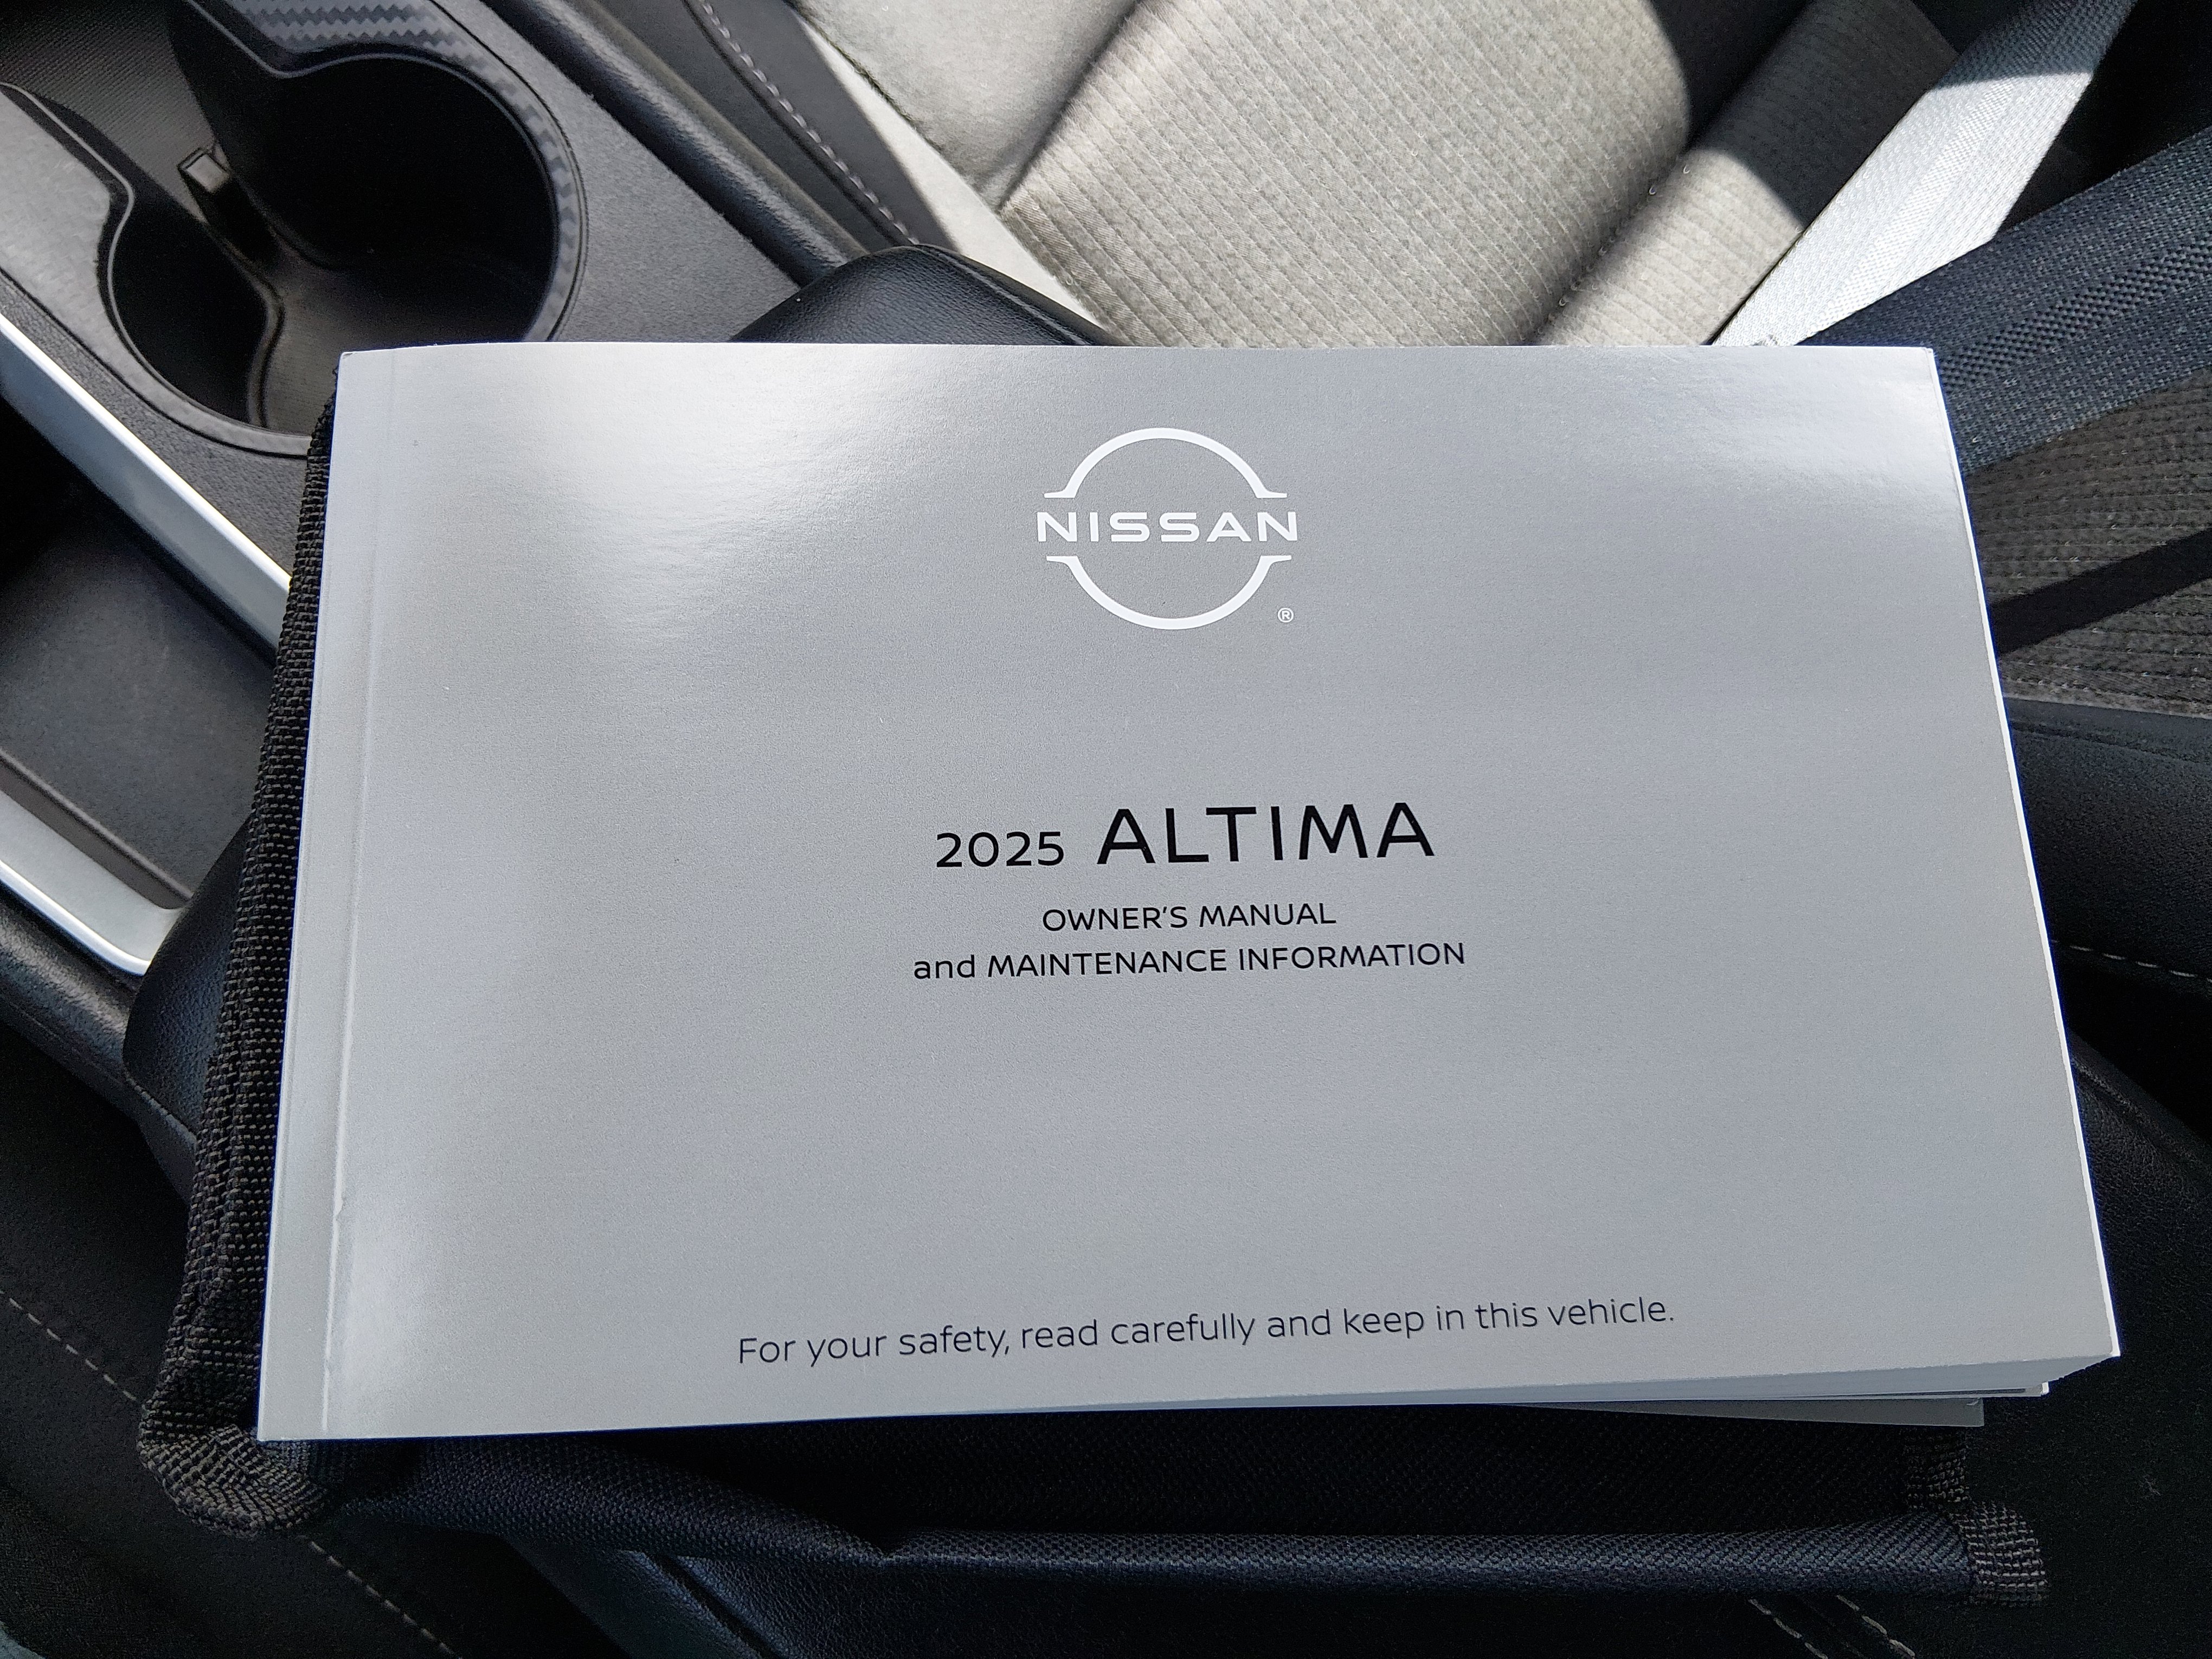 NISSAN
®
2025 ALTIMA
OWNER'S MANUAL
and MAINTENANCE INFORMATION
For your safety, read carefully and keep in this vehicle.